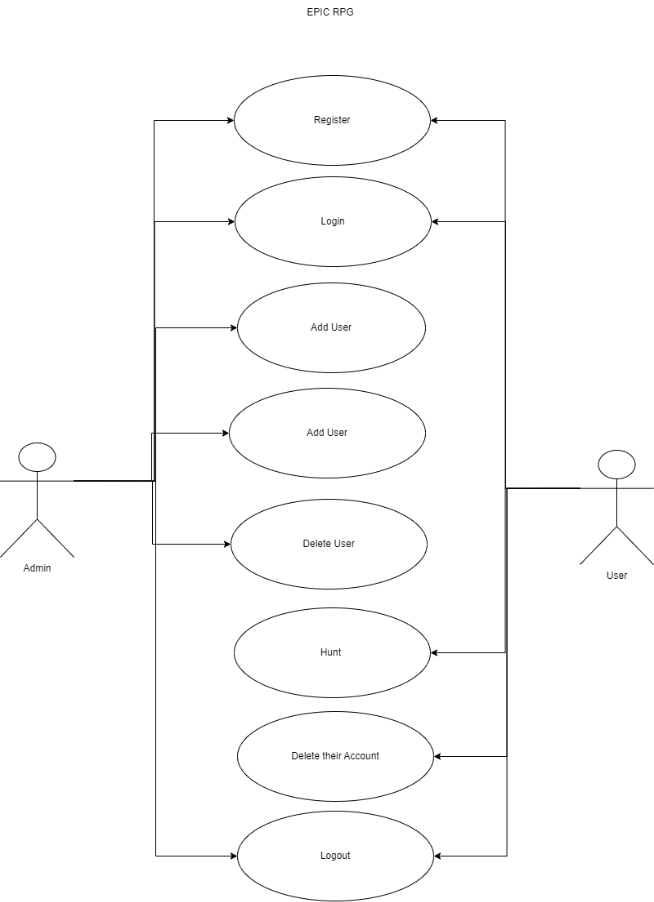 EPIC RPG
Register
Login
Add User
Add User
Delete User
Hunt
Delete their Account
Logout
Admin
User